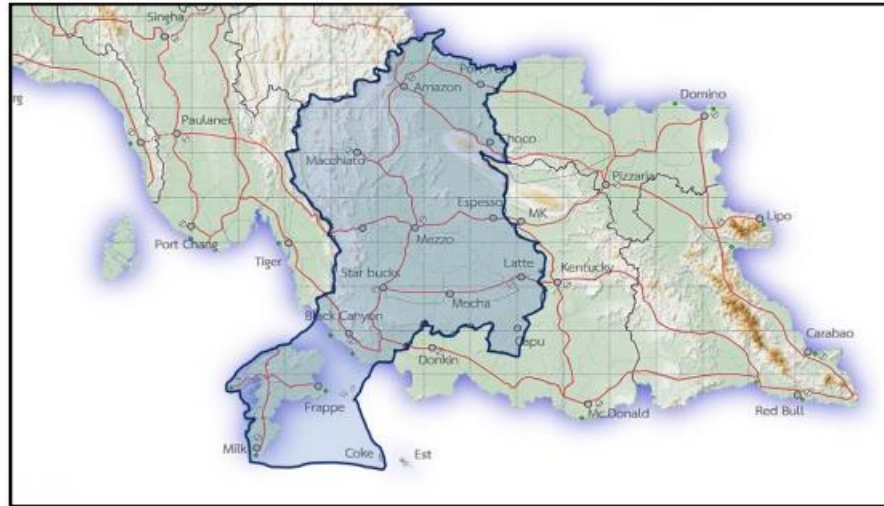 Singha
Domino
Amazon
Paulaner
Choco
Macchiato
Pizzaria
Espesso
MK
Lipo
Port Chang
Mezzo
Tiger
Star bucks
Latte
Kentucky
Mocha
Black Canyon
Capu
Carabao
Donkin
Frappe
Mc.Donald
Red Bull
Milk
Coke
Est